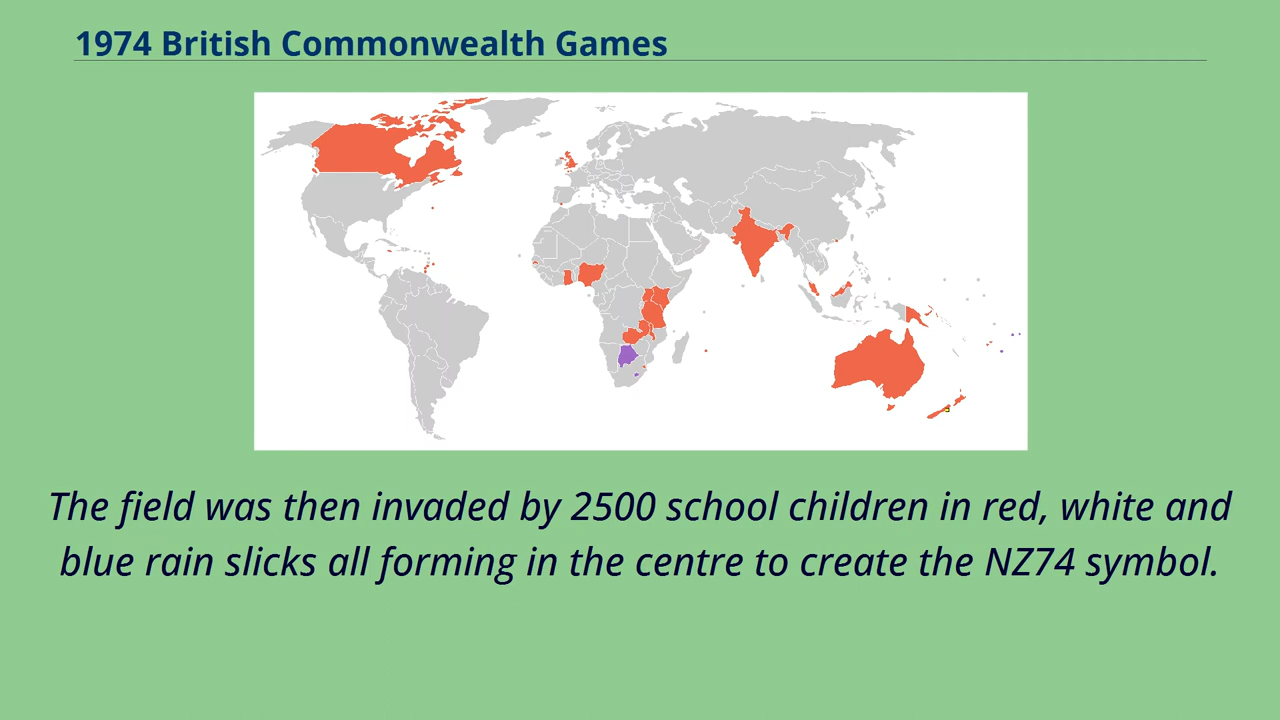 1974 British Commonwealth Games
The field was then invaded by 2500 school children in red, white and
blue rain slicks all forming in the centre to create the NZ74 symbol.